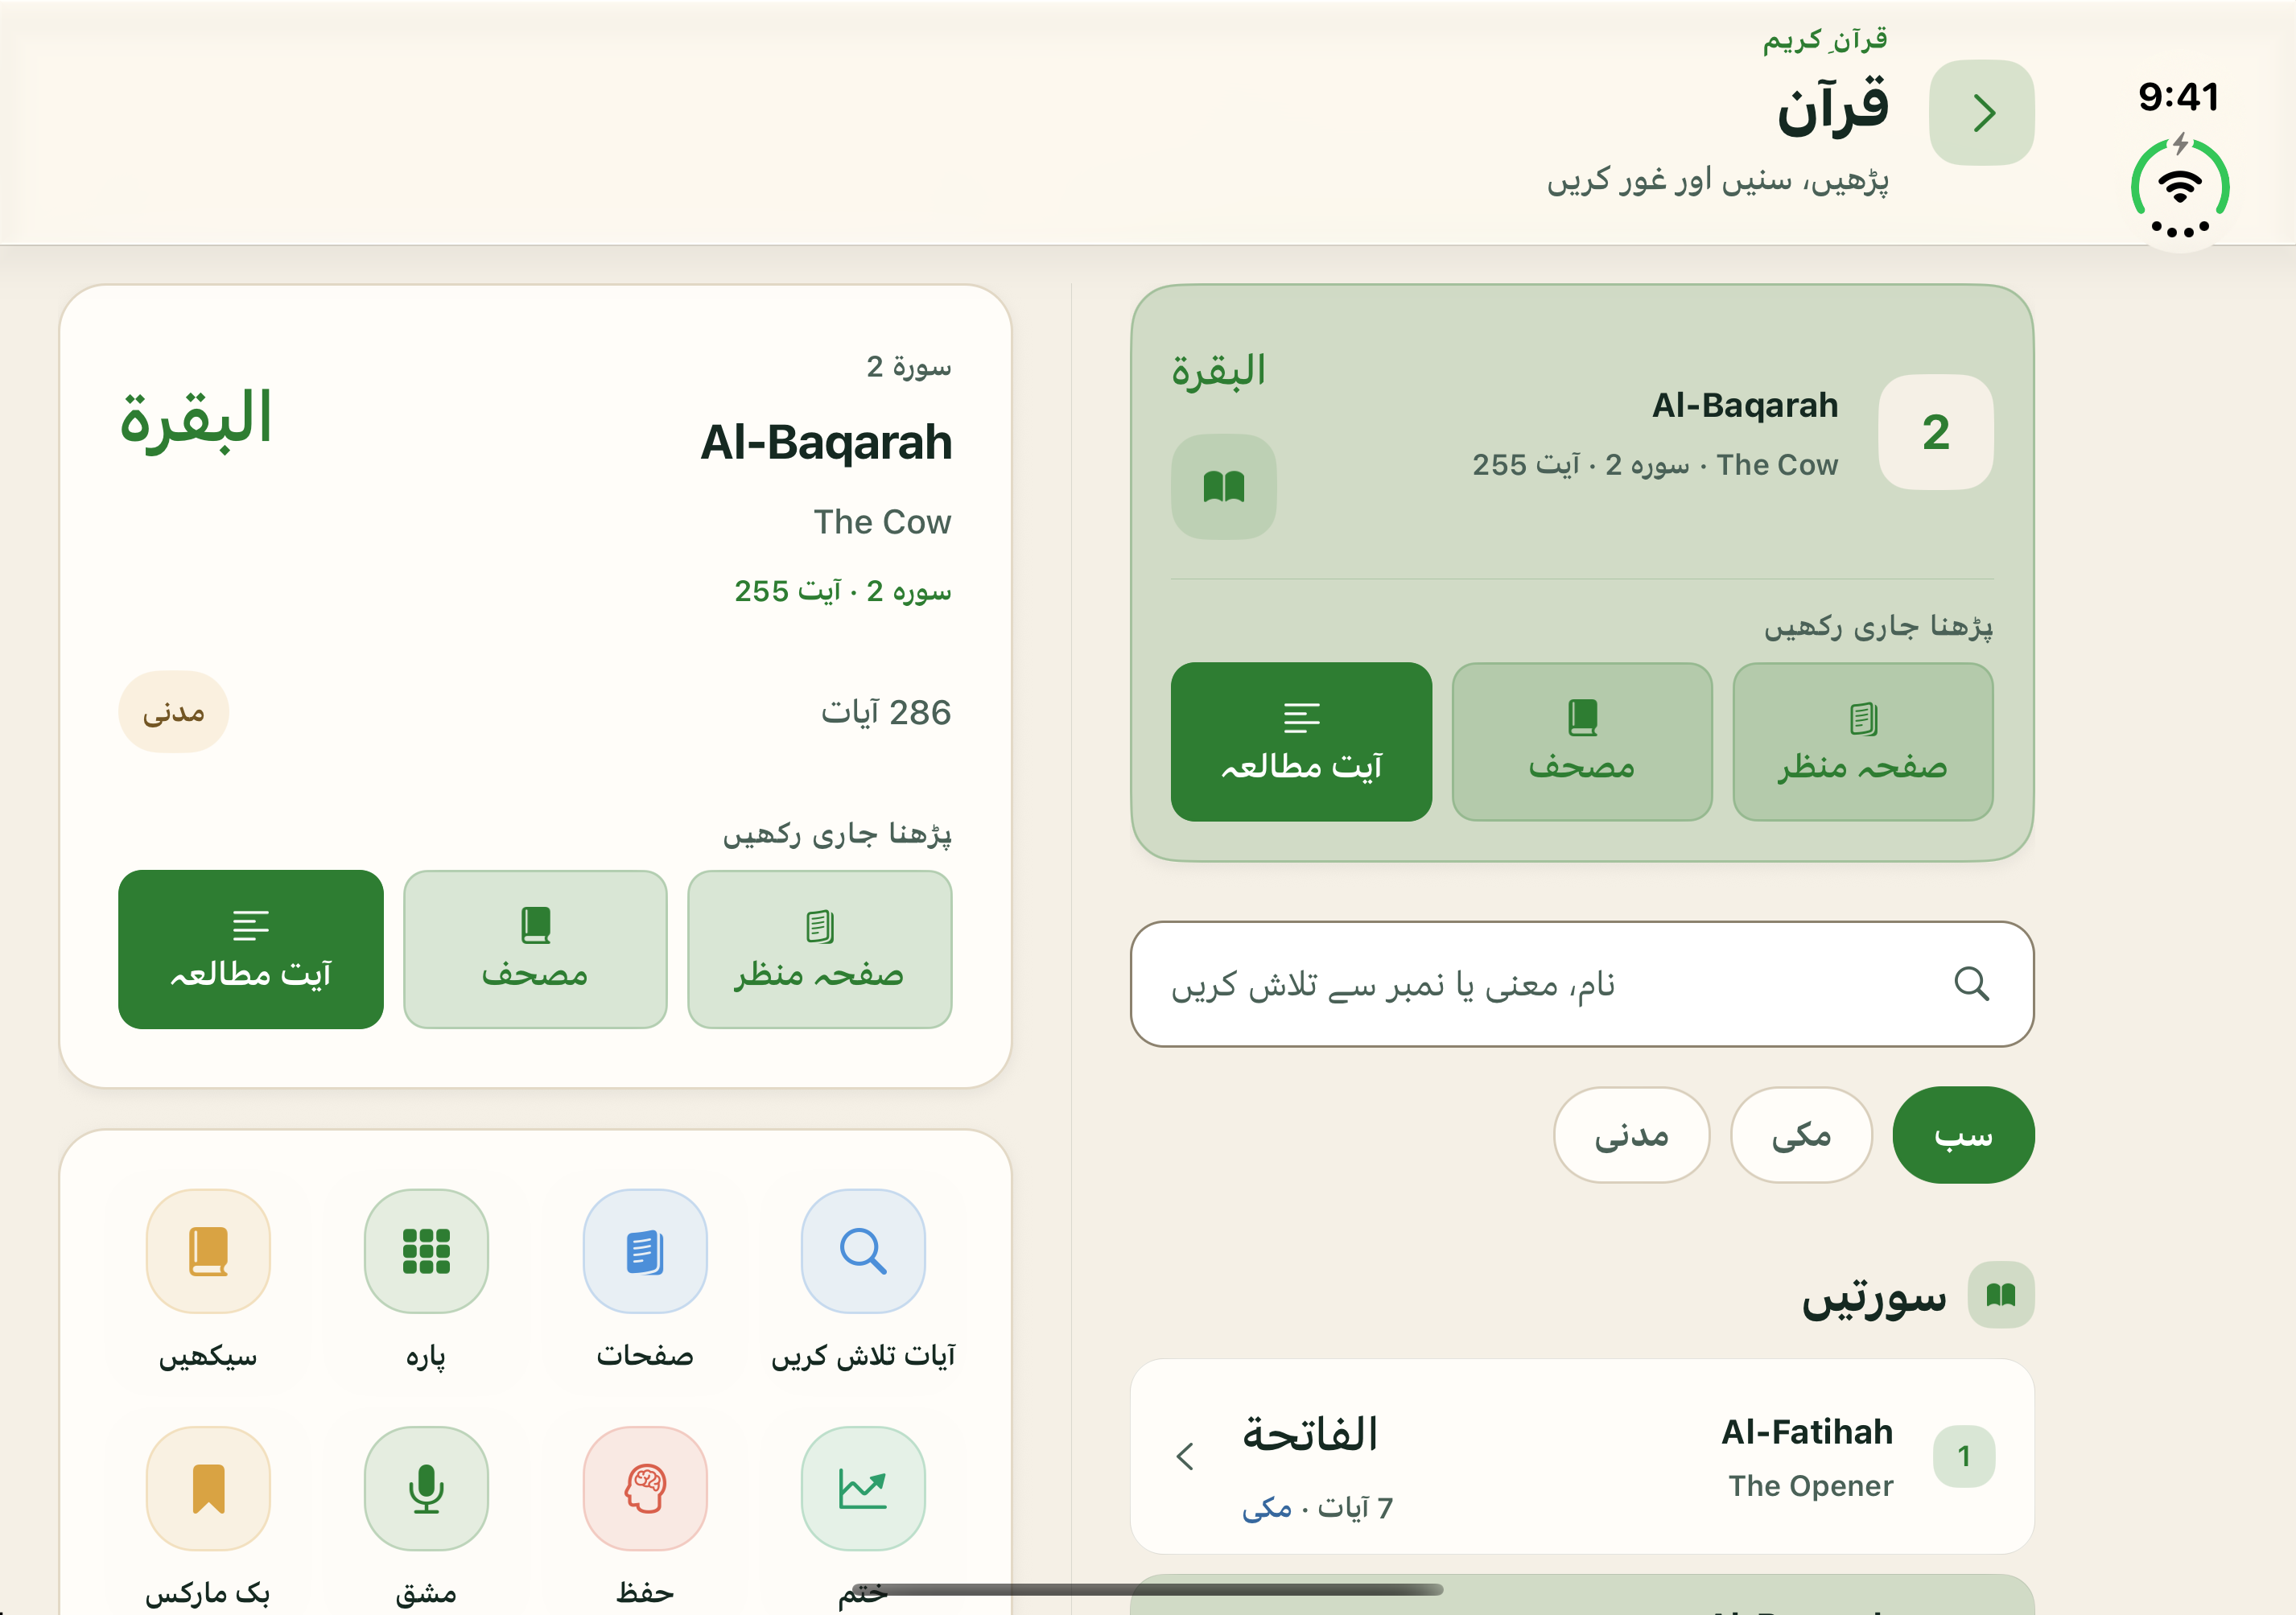 9:41
قرآنِ کریم
قرآن
پڑھیں، سنیں اور غور کریں
2
Al-Baqarah
The Cow · سورہ 2 · آیت 255
البقرة
پڑھنا جاری رکھیں
صفحہ منظر
مصحف
آیت مطالعہ
نام، معنی یا نمبر سے تلاش کریں
سب
مکی
مدنی
سورتیں
1
Al-Fatihah
The Opener
الفاتحة
7 آیات · مکی
سورة 2
Al-Baqarah
البقرة
The Cow
سورہ 2 · آیت 255
286 آیات
مدنی
پڑھنا جاری رکھیں
صفحہ منظر
مصحف
آیت مطالعہ
آیات تلاش کریں
صفحات
پارہ
سیکھیں
ختم
حفظ
مشق
بک مارکس